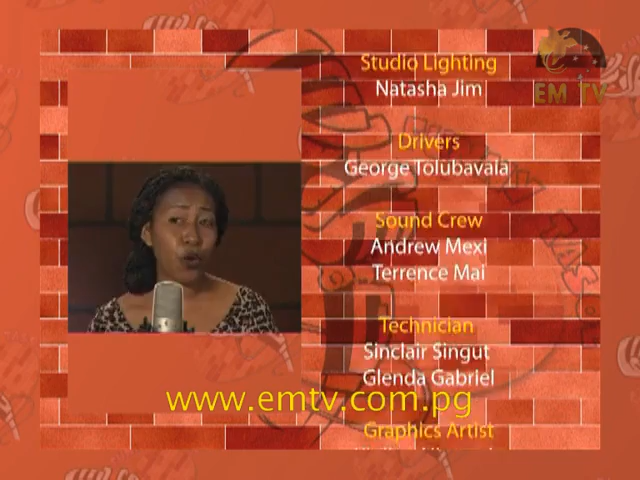 EM TV
Studio Lighting
Natasha Jim
Drivers
George Tolubavala
Sound Crew
Andrew Mexi
Terrence Mai
Technician
Sinclair Singut
Glenda Gabriel
www.emtv.com.pg
Graphics Artist